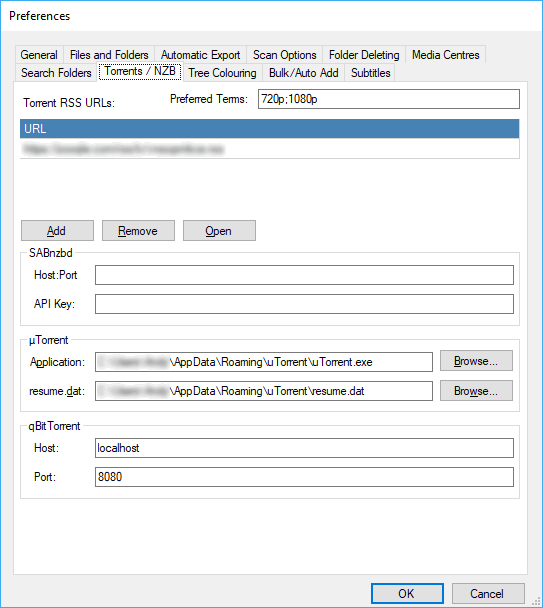 Preferences
General Files and Folders Automatic Export Scan Options Folder Deleting Media Centres
Search Folders Torrents / NZB Tree Colouring Bulk/Auto Add Subtitles
Torrent RSS URLs: Preferred Terms: 720p;1080p
URL
Add Remove Open
SABnzbd
Host:Port
API Key:
µTorrent
Application: \AppData\Roaming\uTorrent\uTorrent.exe Browse...
resume.dat: \AppData\Roaming\uTorrent\resume.dat Browse...
qBitTorrent
Host: localhost
Port: 8080
OK Cancel